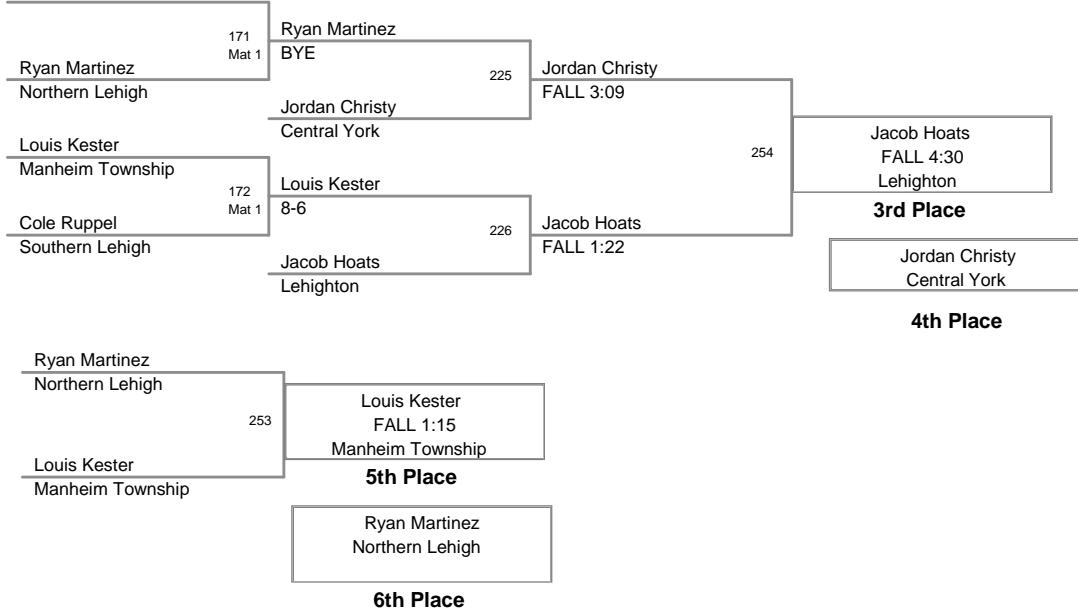 171
Mat 1
Ryan Martinez
BYE
Ryan Martinez
Northern Lehigh
225
Jordan Christy
FALL 3:09
Jordan Christy
Central York
Louis Kester
Manheim Township
254
Jacob Hoats
FALL 4:30
Lehighton
3rd Place
172
Mat 1
Louis Kester
8-6
Cole Ruppel
Southern Lehigh
226
Jacob Hoats
FALL 1:22
Jacob Hoats
Lehighton
Jordan Christy
Central York
4th Place
Ryan Martinez
Northern Lehigh
253
Louis Kester
FALL 1:15
Manheim Township
5th Place
Louis Kester
Manheim Township
Ryan Martinez
Northern Lehigh
6th Place